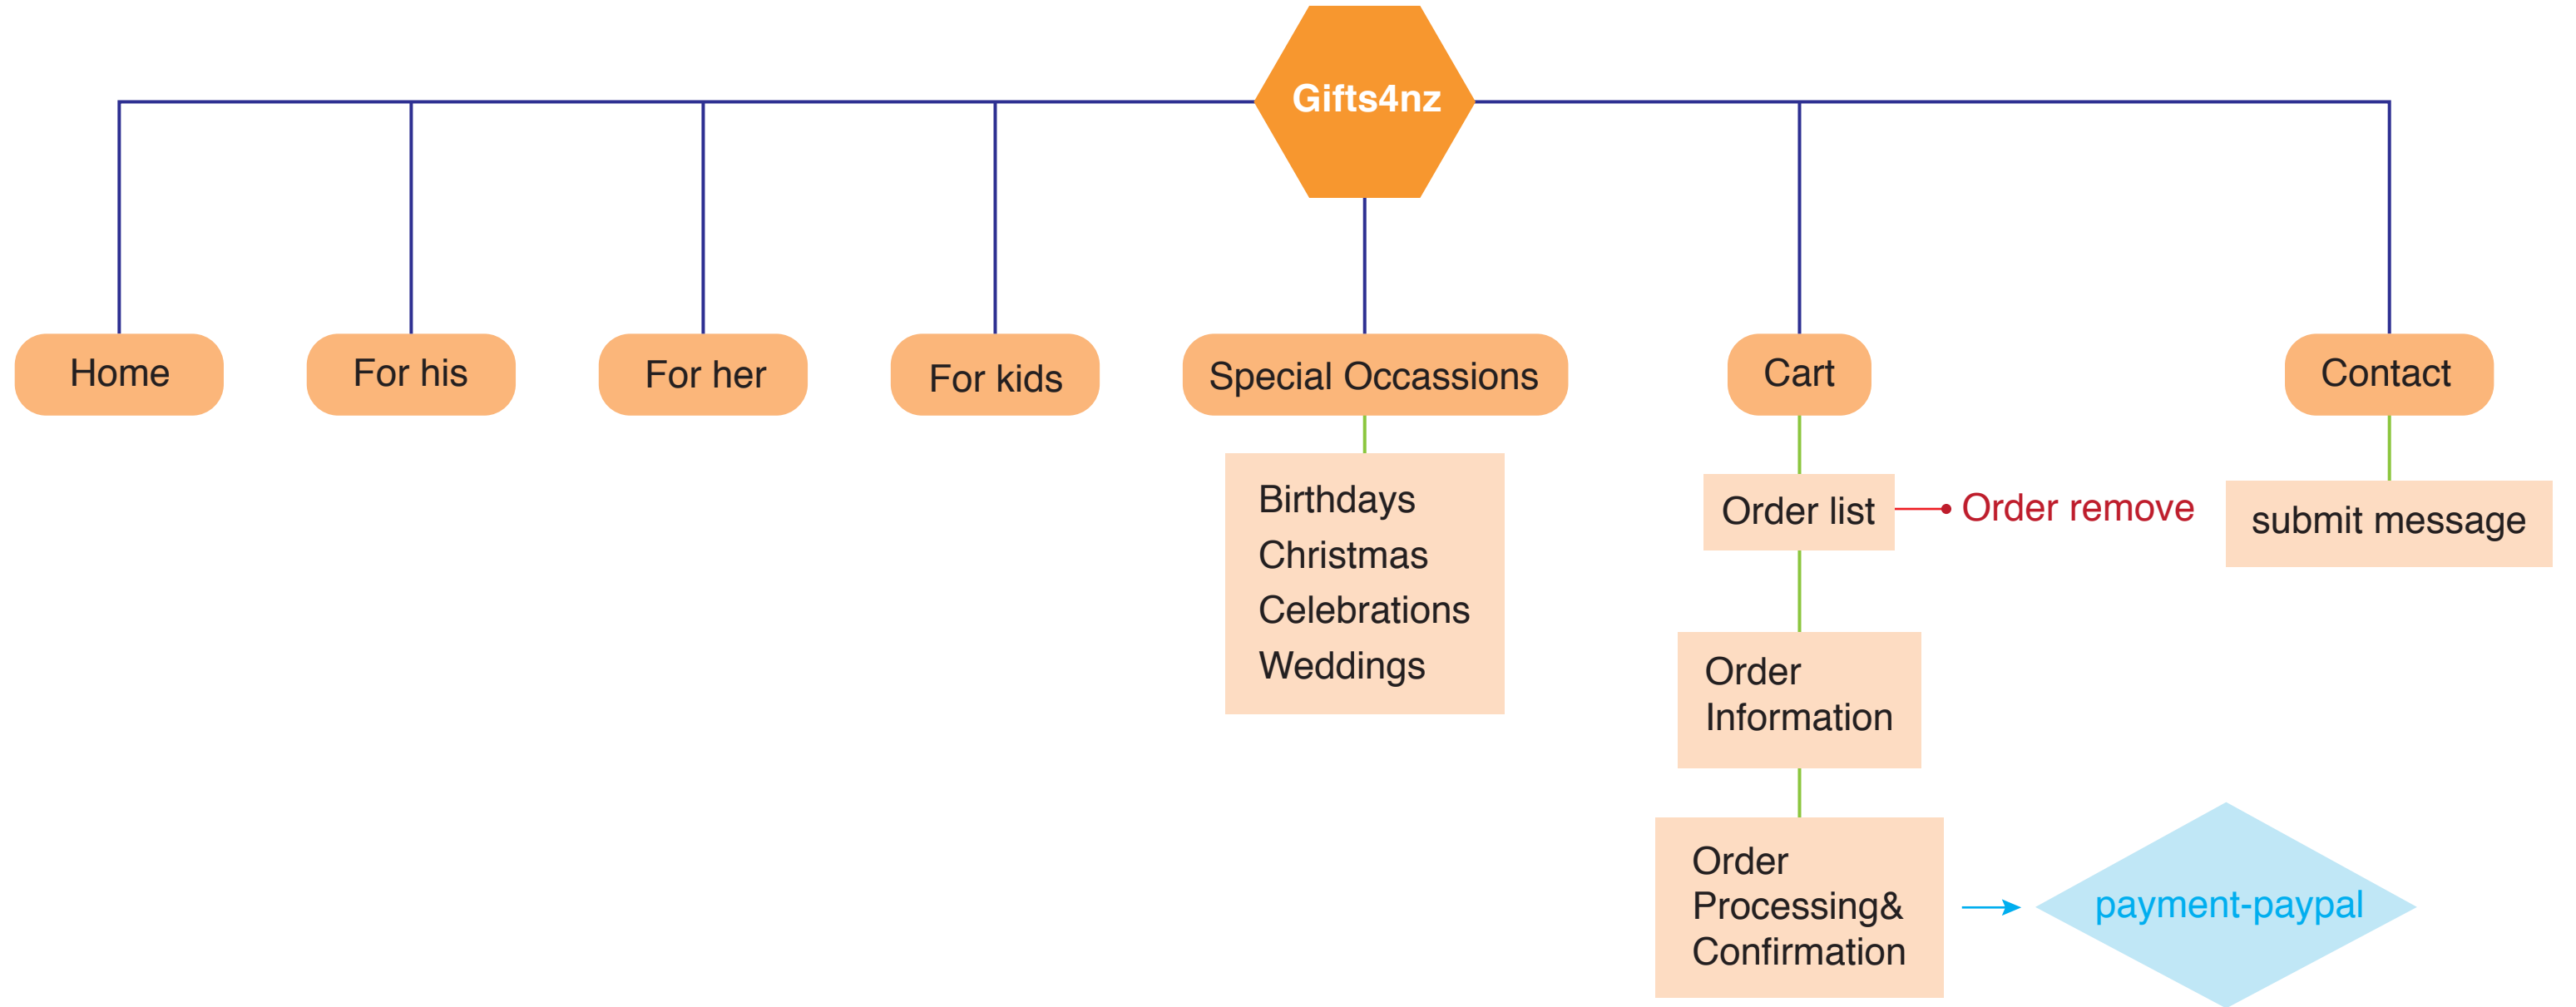 Gifts4nz
Home
For his
For her
For kids
Special Occassions
Cart
Contact
Birthdays
Christmas
Celebrations
Weddings
Order list
Order remove
submit message
Order
Information
Order
Processing&
Confirmation
payment-paypal